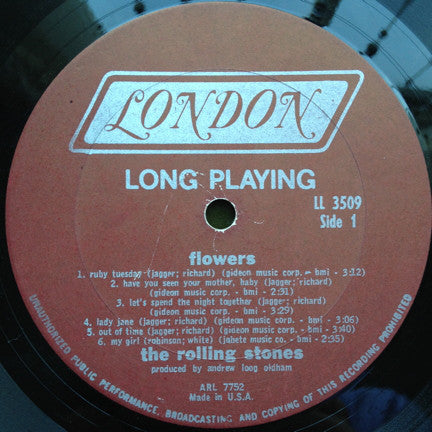 LONDON
LONG PLAYING
LL 3509
Side 1
flowers
1. ruby tuesday (jagger; richard) (gideon music corp. - bmi - 3:12)
2. have you seen your mother, baby (jagger; richard)
(gideon music corp. - bmi - 2:31)
3. let's spend the night together (jagger; richard)
(gideon music corp. - bmi - 3:29)
4. lady jane (jagger; richard) (gideon music corp. - bmi - 3:06)
5. out of time (jagger; richard) (gideon music corp. - bmi - 3:40)
6. my girl (robinson; white) (jabete music co. - bmi - 2:35)
the rolling stones
produced by andrew loog oldham
ARL 7752
Made in U.S.A.
UNAUTHORIZED PUBLIC PERFORMANCE, BROADCASTING AND COPYING OF THIS RECORDING PROHIBITED